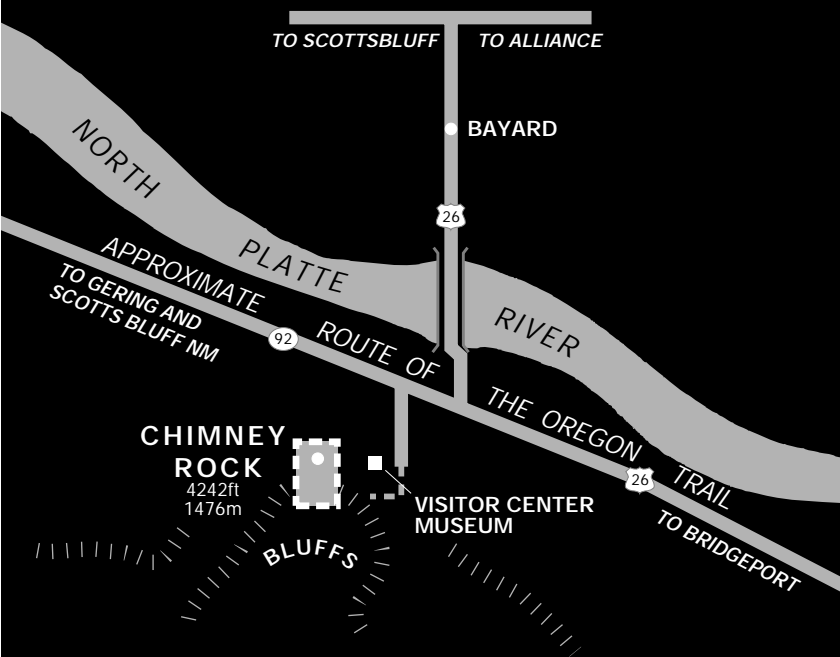 TO SCOTTSBLUFF
TO ALLIANCE
BAYARD
26
NORTH PLATTE RIVER
APPROXIMATE ROUTE OF THE OREGON TRAIL
TO GERING AND
SCOTTS BLUFF NM
92
CHIMNEY
ROCK
4242ft
1476m
26
VISITOR CENTER
MUSEUM
TO BRIDGEPORT
BLUFFS